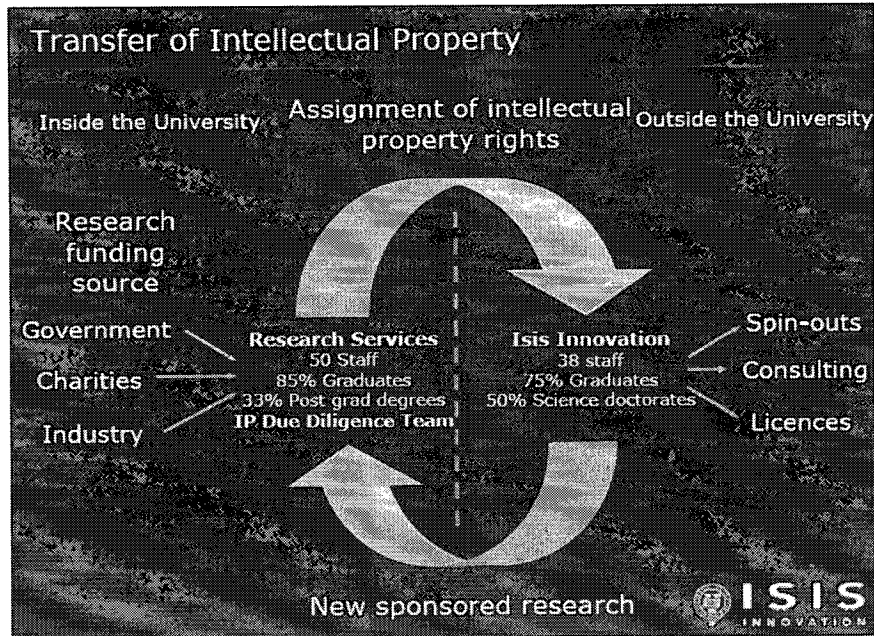 Transfer of Intellectual Property
Inside the University
Assignment of intellectual
property rights
Outside the University
Research
funding
source
Government
Charities
Industry
Research Services
50 Staff
85% Graduates
33% Post grad degrees
IP Due Diligence Team
Isis Innovation
38 staff
75% Graduates
50% Science doctorates
Spin-outs
Consulting
Licences
New sponsored research
ISIS
INNOVATION